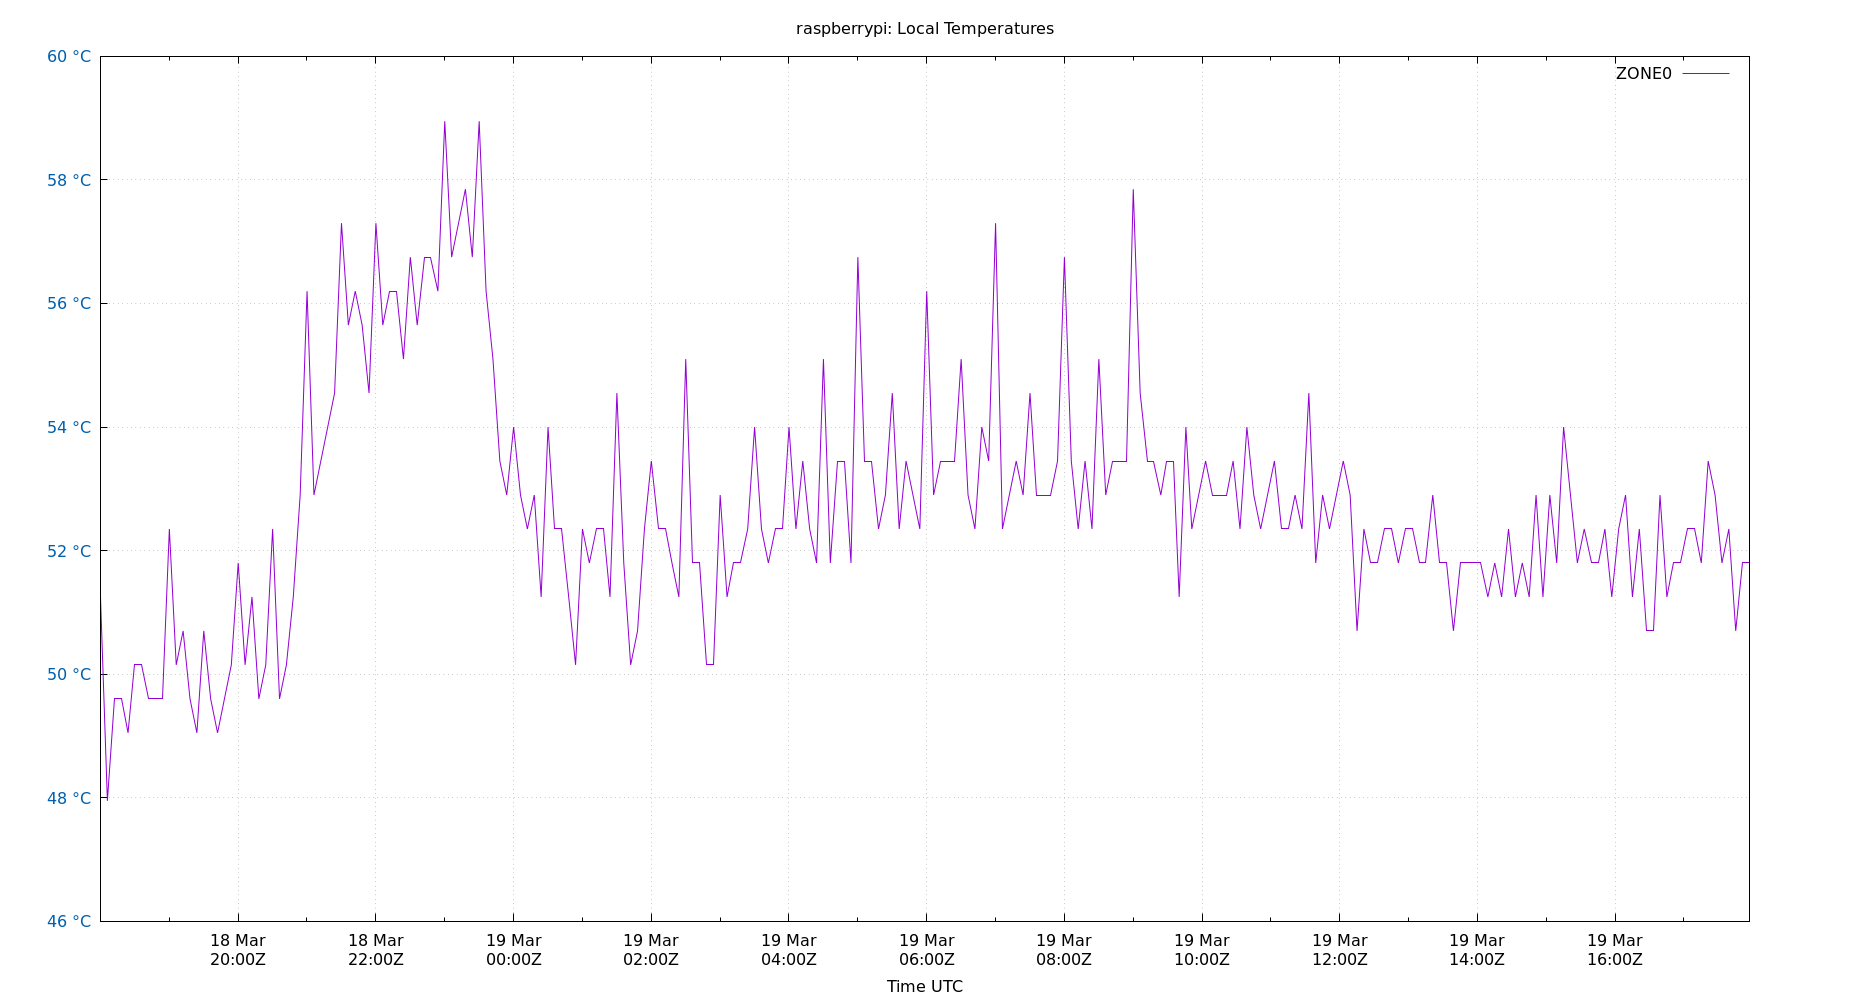 raspberrypi: Local Temperatures
60 °C
ZONE0
58 °C
56 °C
54 °C
52 °C
50 °C
48 °C
46 °C
18 Mar 18 Mar 19 Mar 19 Mar 19 Mar 19 Mar 19 Mar 19 Mar 19 Mar 19 Mar 19 Mar
20:00Z 22:00Z 00:00Z 02:00Z 04:00Z 06:00Z 08:00Z 10:00Z 12:00Z 14:00Z 16:00Z
Time UTC